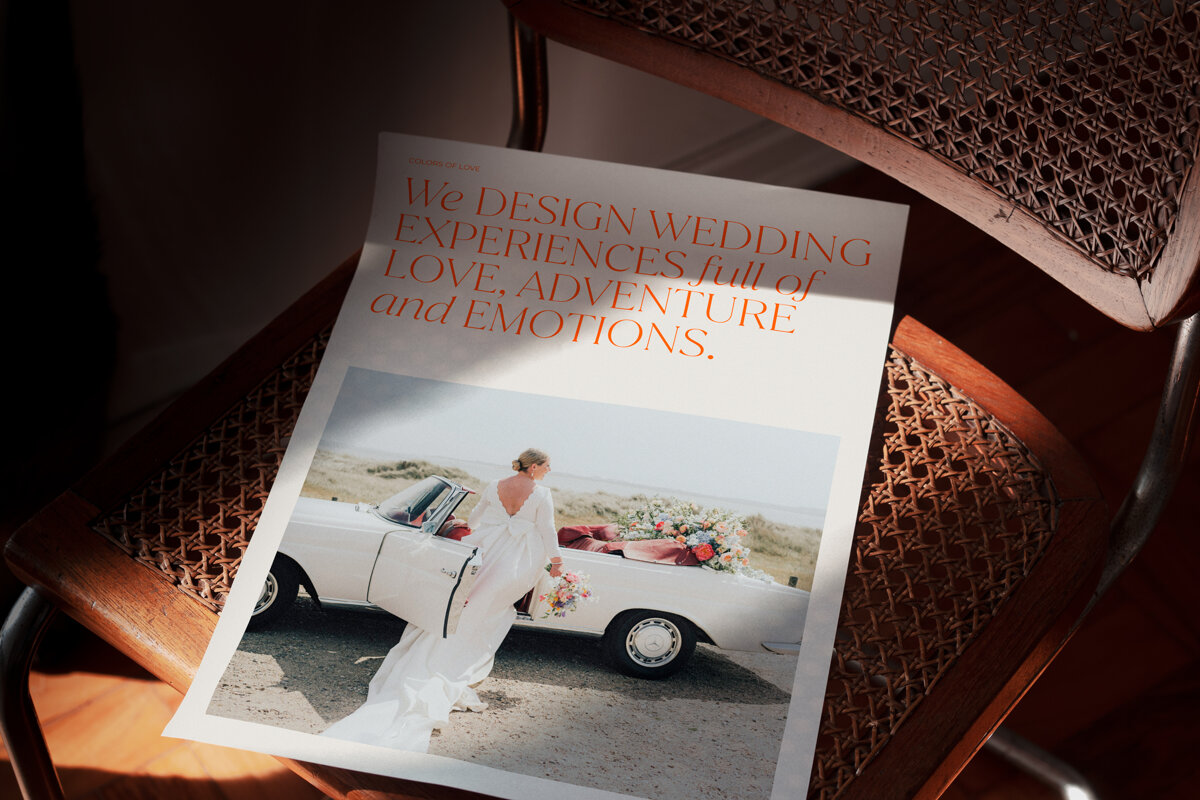 COLORS OF LOVE
We DESIGN WEDDING
EXPERIENCES full of
LOVE, ADVENTURE
and EMOTIONS.